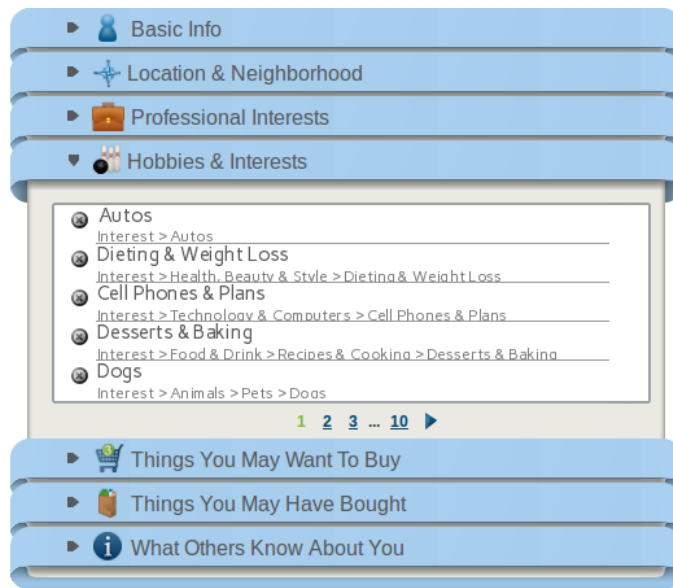 Basic Info
Location & Neighborhood
Professional Interests
Hobbies & Interests
Autos
Interest > Autos
Dieting & Weight Loss
Interest > Health, Beauty & Style > Dieting & Weight Loss
Cell Phones & Plans
Interest > Technology & Computers > Cell Phones & Plans
Desserts & Baking
Interest > Food & Drink > Recipes & Cooking > Desserts & Baking
Dogs
Interest > Animals > Pets > Dogs
1 2 3 ... 10
Things You May Want To Buy
Things You May Have Bought
What Others Know About You